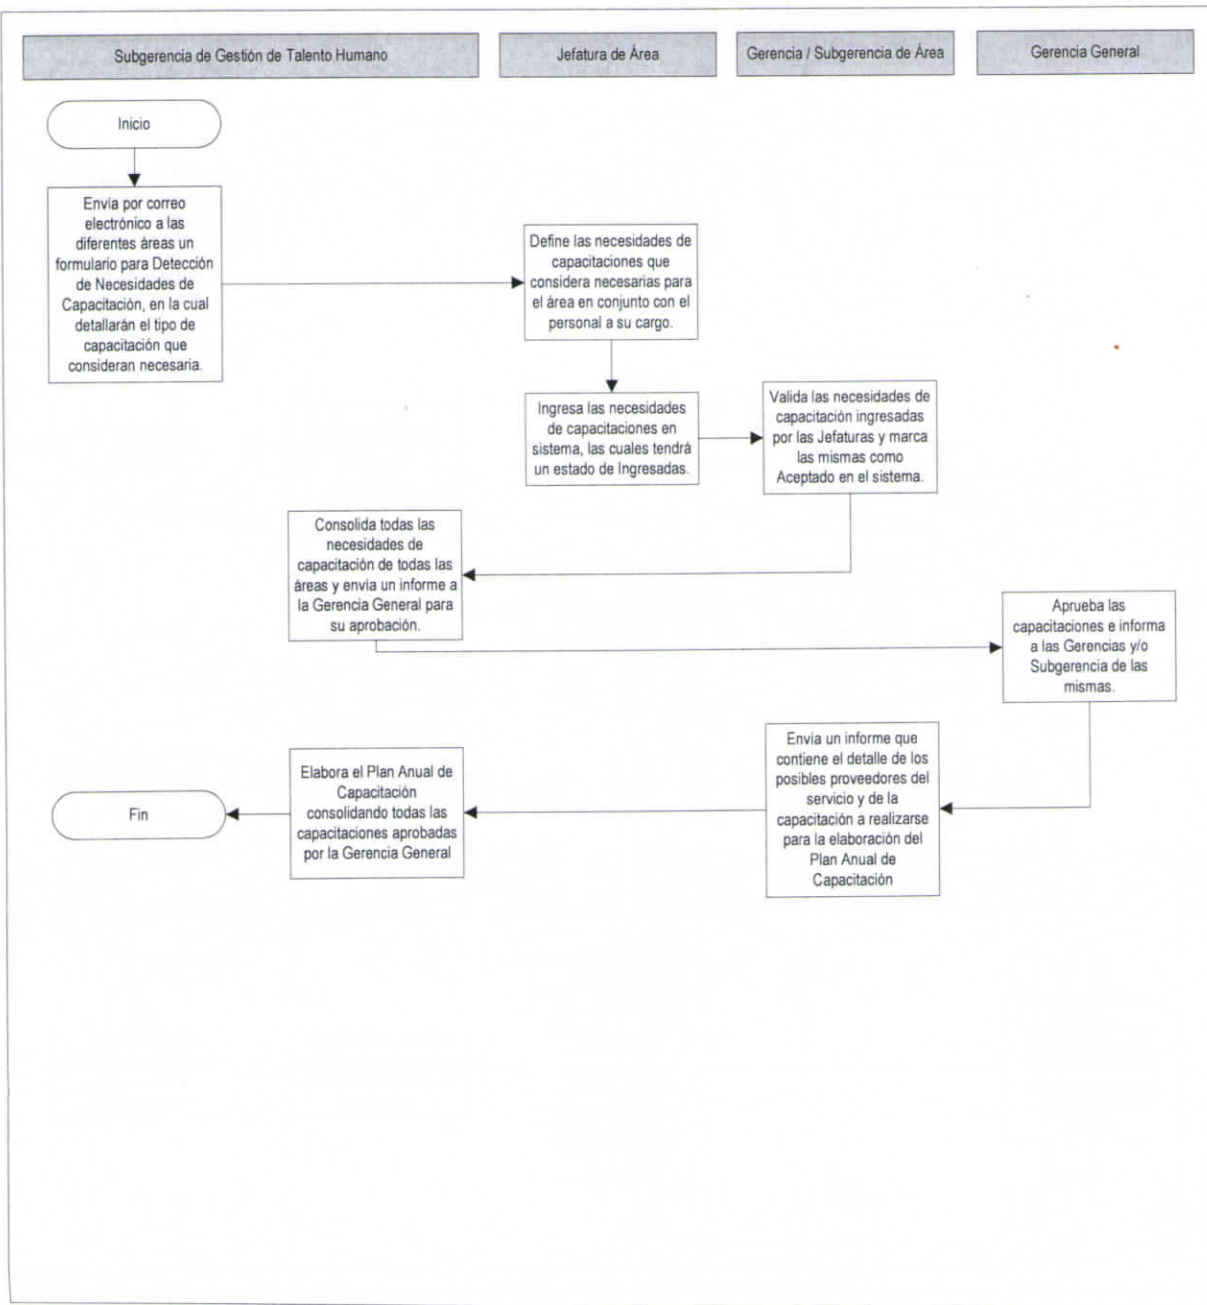 Subgerencia de Gestión de Talento Humano
Jefatura de Área
Gerencia / Subgerencia de Área
Gerencia General
Inicio
Envia por correo
electrónico a las
diferentes áreas un
formulario para Detección
de Necesidades de
Capacitación, en la cual
detallarán el tipo de
capacitación que
consideran necesaria.
Define las necesidades de
capacitaciones que
considera necesarias para
el área en conjunto con el
personal a su cargo.
Ingresa las necesidades
de capacitaciones en
sistema, las cuales tendrá
un estado de Ingresadas.
Valida las necesidades de
capacitación ingresadas
por las Jefaturas y marca
las mismas como
Aceptado en el sistema.
Consolida todas las
necesidades de
capacitación de todas las
áreas y envia un informe a
la Gerencia General para
su aprobación.
Aprueba las
capacitaciones e informa
a las Gerencias y/o
Subgerencia de las
mismas.
Envia un informe que
contiene el detalle de los
posibles proveedores del
servicio y de la
capacitación a realizarse
para la elaboración del
Plan Anual de
Capacitación
Elabora el Plan Anual de
Capacitación
consolidando todas las
capacitaciones aprobadas
por la Gerencia General
Fin